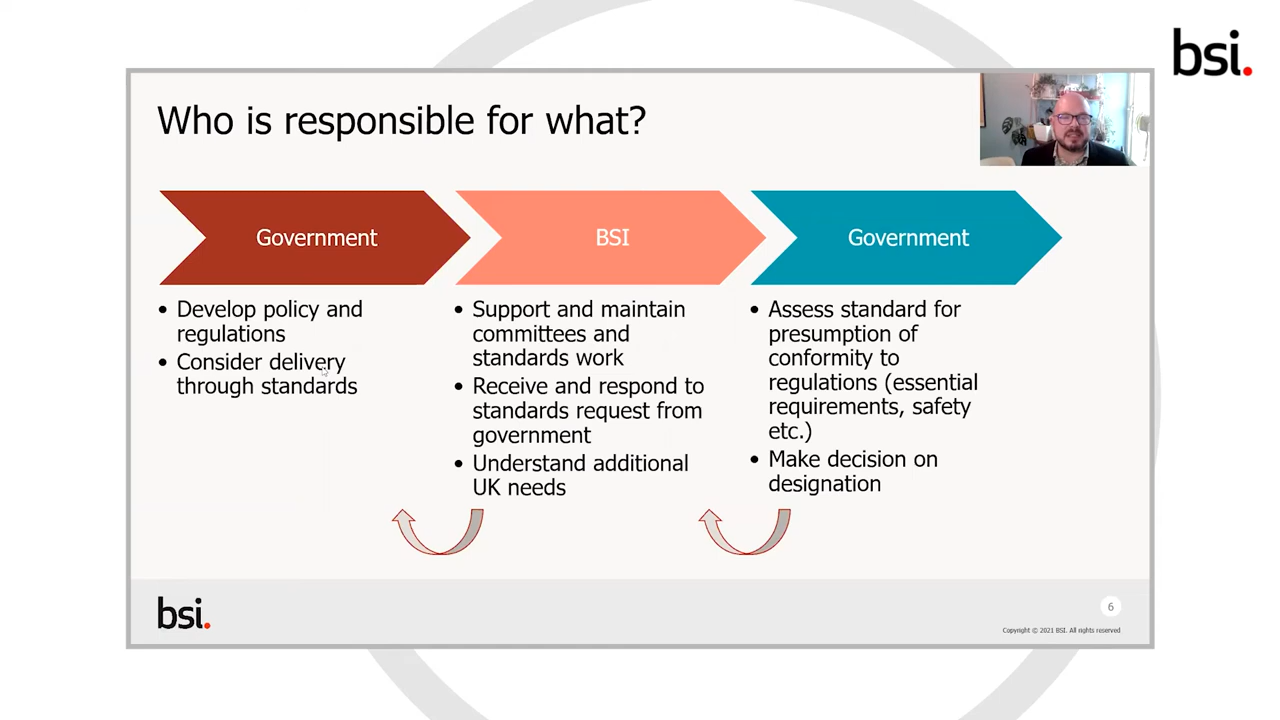 bsi.
Who is responsible for what?
Government
BSI
Government
• Develop policy and
regulations
• Consider delivery
through standards
• Support and maintain
committees and
standards work
• Receive and respond to
standards request from
government
• Understand additional
UK needs
• Assess standard for
presumption of
conformity to
regulations (essential
requirements, safety
etc.)
• Make decision on
designation
bsi.
6
Copyright © 2021 BSI. All rights reserved